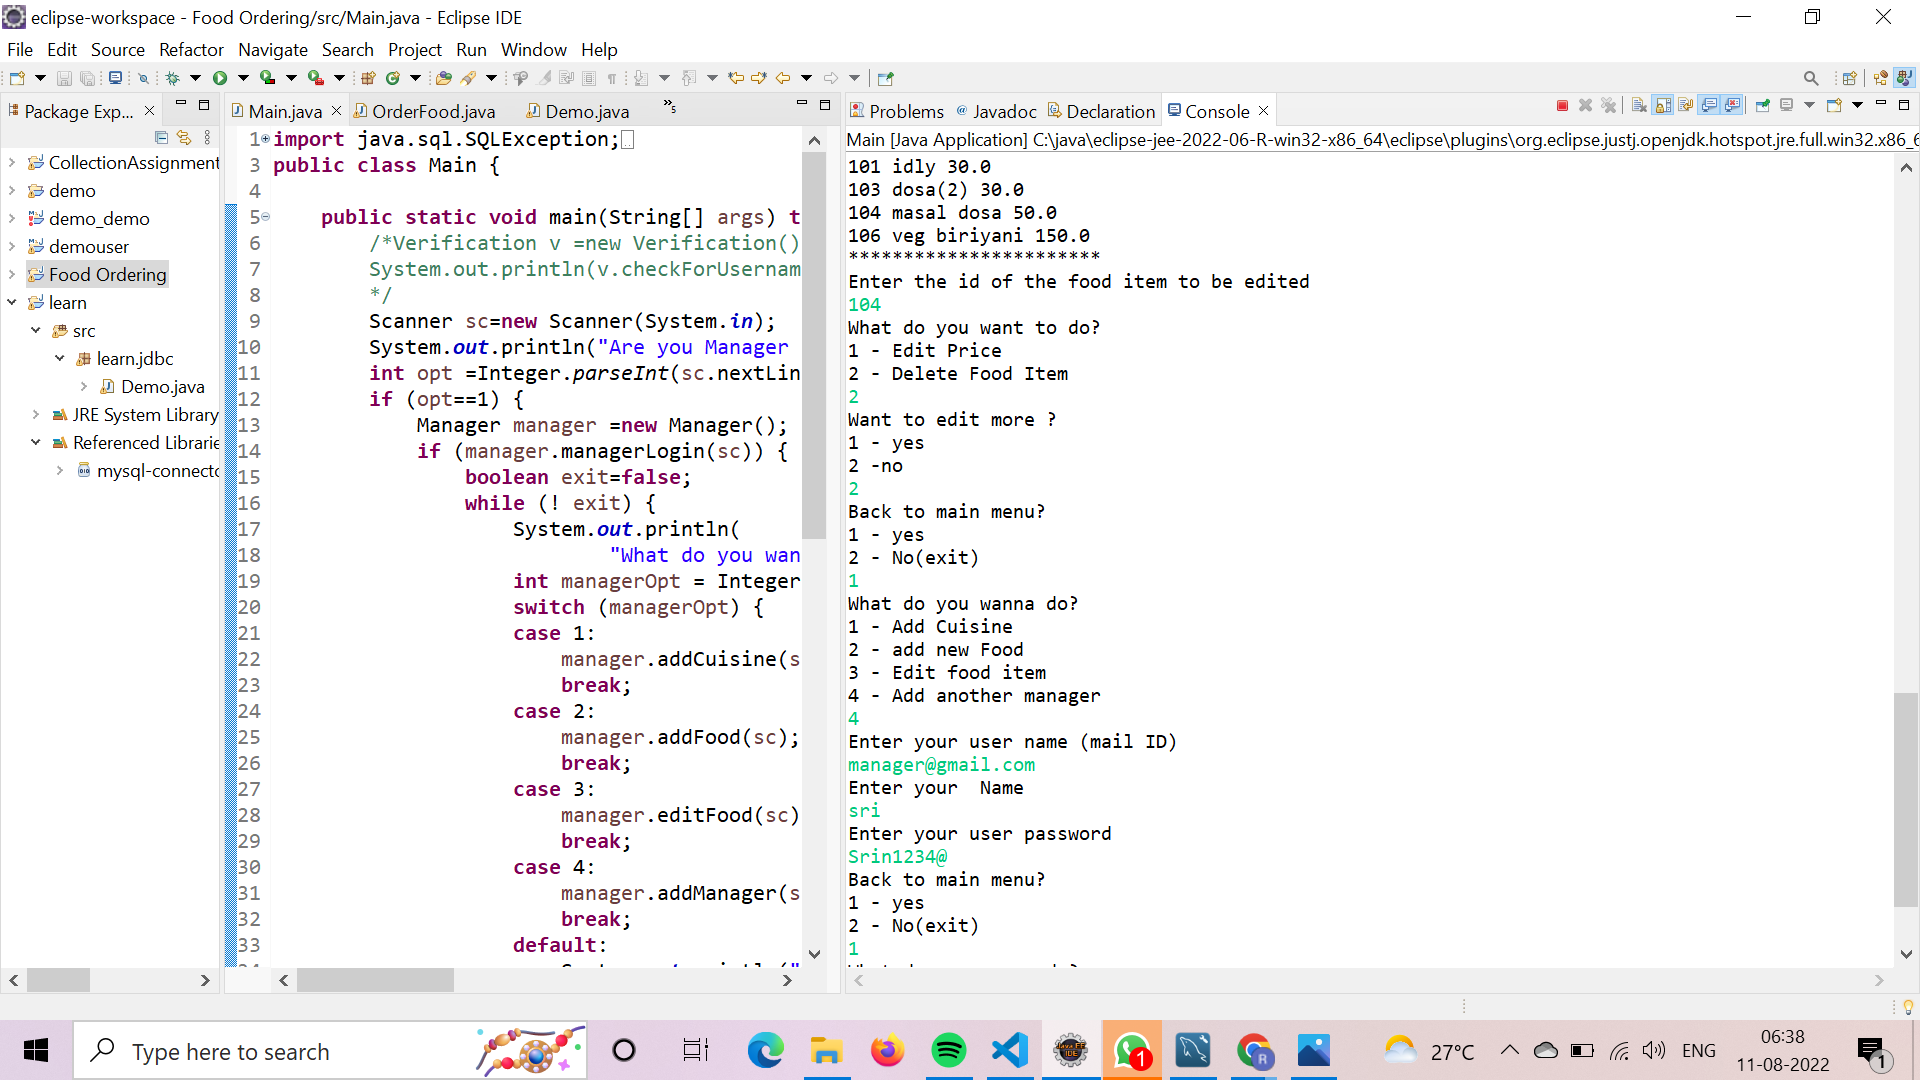 eclipse-workspace - Food Ordering/src/Main.java - Eclipse IDE
File Edit Source Refactor Navigate Search Project Run Window Help
Package Exp...
CollectionAssignment
demo
demo_demo
demouser
Food Ordering
learn
src
learn.jdbc
Demo.java
JRE System Library
Referenced Librarie
mysql-connecto
Main.java OrderFood.java Demo.java »5
1 import java.sql.SQLException;
3 public class Main {
4
5 public static void main(String[] args) t
6 /*Verification v =new Verification()
7 System.out.println(v.checkForUsernam
8 */
9 Scanner sc=new Scanner(System.in);
10 System.out.println("Are you Manager
11 int opt =Integer.parseInt(sc.nextLin
12 if (opt==1) {
13 Manager manager =new Manager();
14 if (manager.managerLogin(sc)) {
15 boolean exit=false;
16 while (! exit) {
17 System.out.println(
18 "What do you wan
19 int managerOpt = Integer
20 switch (managerOpt) {
21 case 1:
22 manager.addCuisine(s
23 break;
24 case 2:
25 manager.addFood(sc);
26 break;
27 case 3:
28 manager.editFood(sc)
29 break;
30 case 4:
31 manager.addManager(s
32 break;
33 default:
Problems Javadoc Declaration Console
Main [Java Application] C:\java\eclipse-jee-2022-06-R-win32-x86_64\eclipse\plugins\org.eclipse.justj.openjdk.hotspot.jre.full.win32.x86_6
101 idly 30.0
103 dosa(2) 30.0
104 masal dosa 50.0
106 veg biriyani 150.0
***********************
Enter the id of the food item to be edited
104
What do you want to do?
1 - Edit Price
2 - Delete Food Item
2
Want to edit more ?
1 - yes
2 -no
2
Back to main menu?
1 - yes
2 - No(exit)
1
What do you wanna do?
1 - Add Cuisine
2 - add new Food
3 - Edit food item
4 - Add another manager
4
Enter your user name (mail ID)
manager@gmail.com
Enter your  Name
sri
Enter your user password
Srin1234@
Back to main menu?
1 - yes
2 - No(exit)
1
Type here to search
1
27°C
ENG
06:38
11-08-2022
1